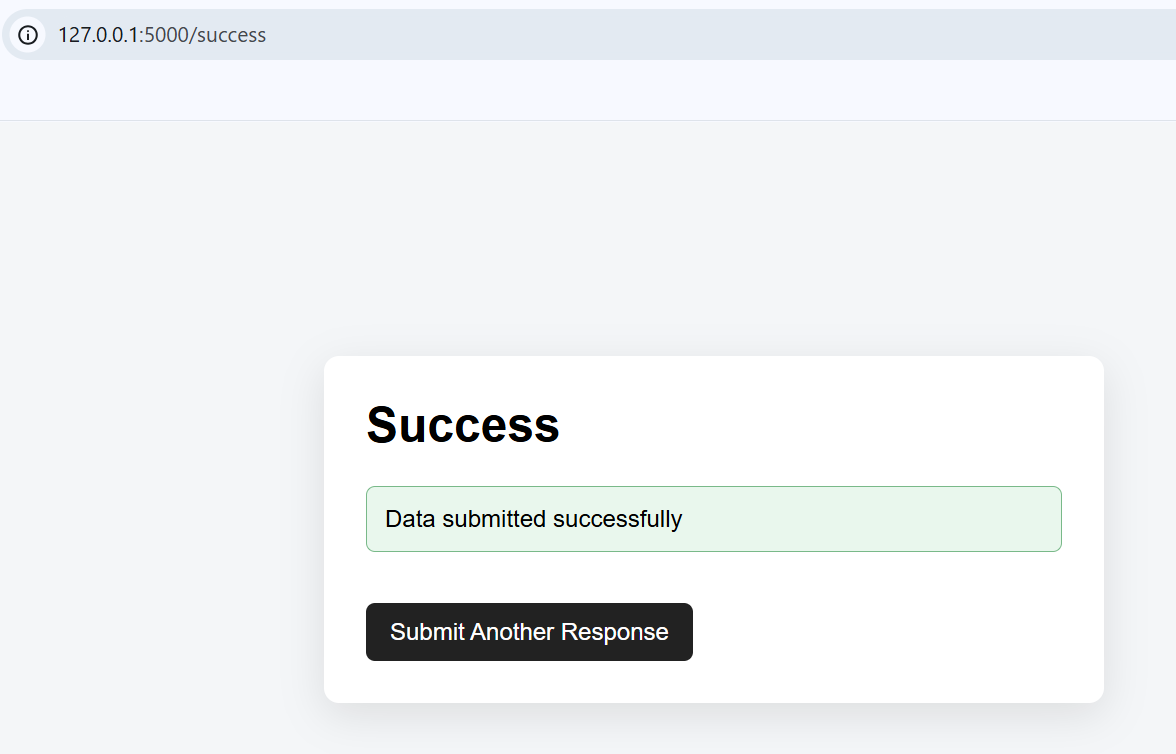 127.0.0.1:5000/success
Success
Data submitted successfully
Submit Another Response